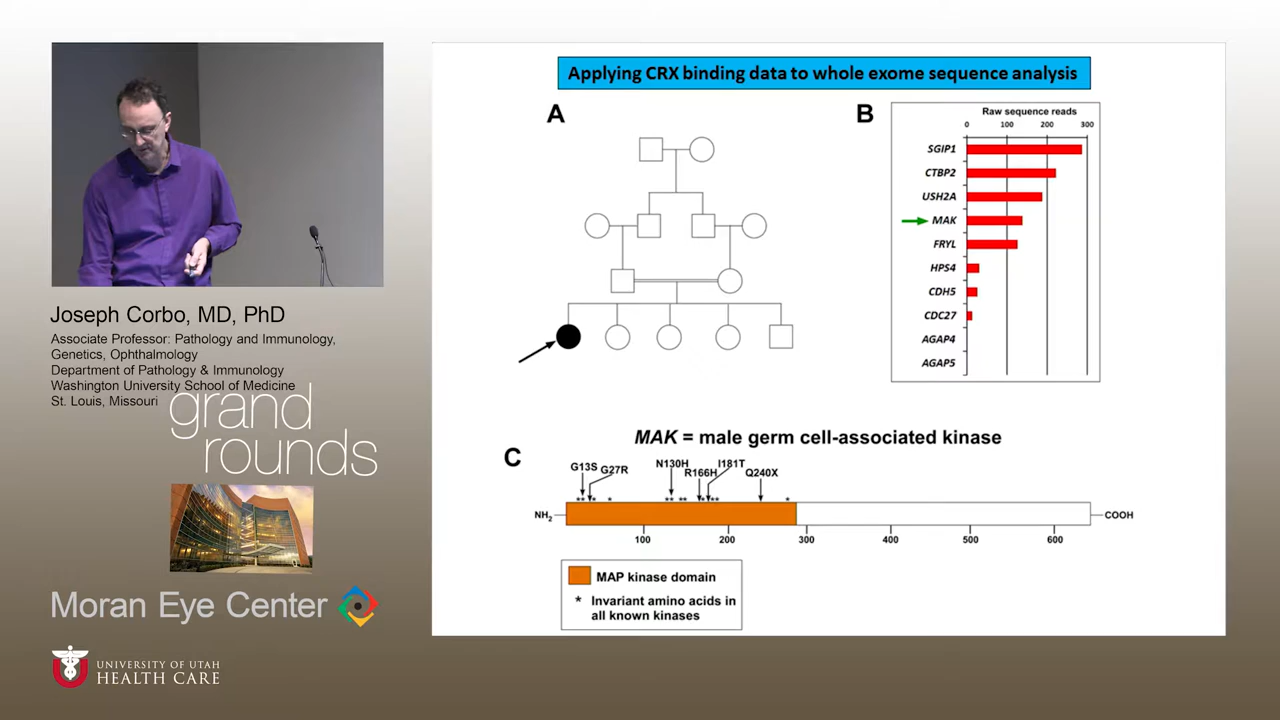 Joseph Corbo, MD, PhD
Associate Professor: Pathology and Immunology,
Genetics, Ophthalmology
Department of Pathology & Immunology
Washington University School of Medicine
St. Louis, Missouri
grand
rounds
Moran Eye Center
UNIVERSITY OF UTAH
HEALTH CARE
Applying CRX binding data to whole exome sequence analysis
A
B
Raw sequence reads
0 100 200 300
SGIP1
CTBP2
USH2A
MAK
FRYL
HPS4
CDH5
CDC27
AGAP4
AGAP5
MAK = male germ cell-associated kinase
C
G13S G27R N130H R166H I181T Q240X
** * * ** ** * ** *
NH2 COOH
100 200 300 400 500 600
MAP kinase domain
* Invariant amino acids in
all known kinases